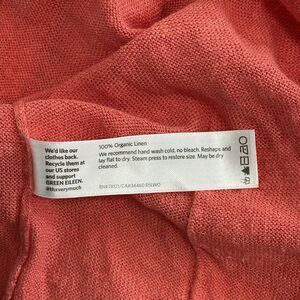 We'd like our
clothes back.
Recycle them at
our US stores
and support
GREEN EILEEN.
#thxverymuch
100% Organic Linen
We recommend hand wash cold, no bleach. Reshape and
lay flat to dry. Steam press to restore size. May be dry
cleaned.